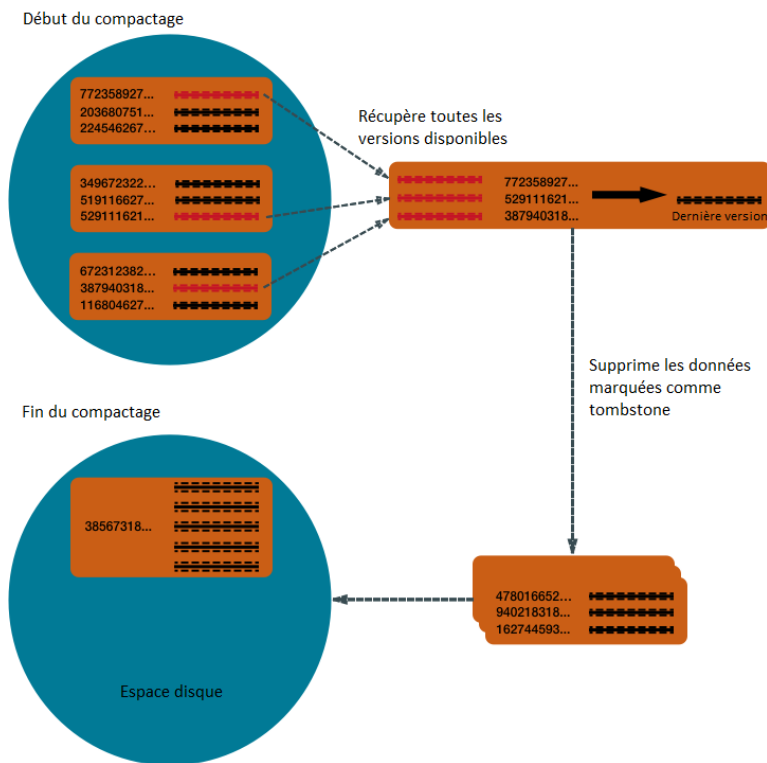 Début du compactage
772358927...
203680751...
224546267...
349672322...
519116627...
529111621...
672312382...
387940318...
116804627...
Récupère toutes les
versions disponibles
772358927...
529111621...
387940318...
Dernière version
Supprime les données
marquées comme
tombstone
Fin du compactage
38567318...
478016652...
940218318...
162744593...
Espace disque